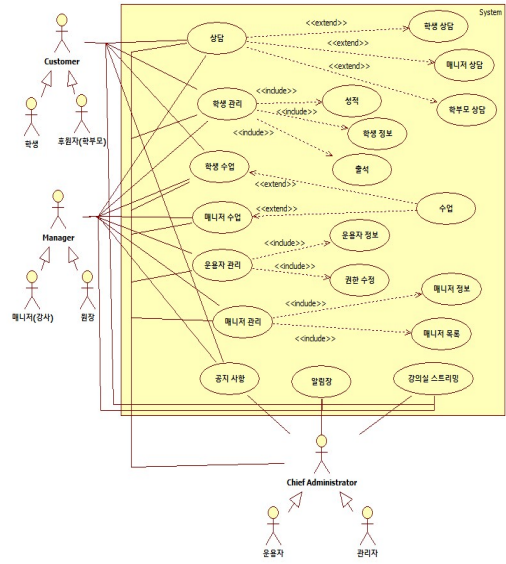 System
상담
<<extend>>
학생 상담
Customer
<<extend>>
매니저 상담
<<extend>>
학생 관리
<<include>>
성적
학부모 상담
<<include>>
학생 정보
<<include>>
학생
후원자(학부모)
학생 수업
출석
<<extend>>
수업
매니저 수업
<<extend>>
Manager
<<include>>
운용자 정보
운용자 관리
<<include>>
권한 수정
매니저 정보
<<include>>
매니저(강사)
원장
매니저 관리
<<include>>
매니저 목록
공지 사항
알림장
강의실 스트리밍
Chief Administrator
운용자
관리자